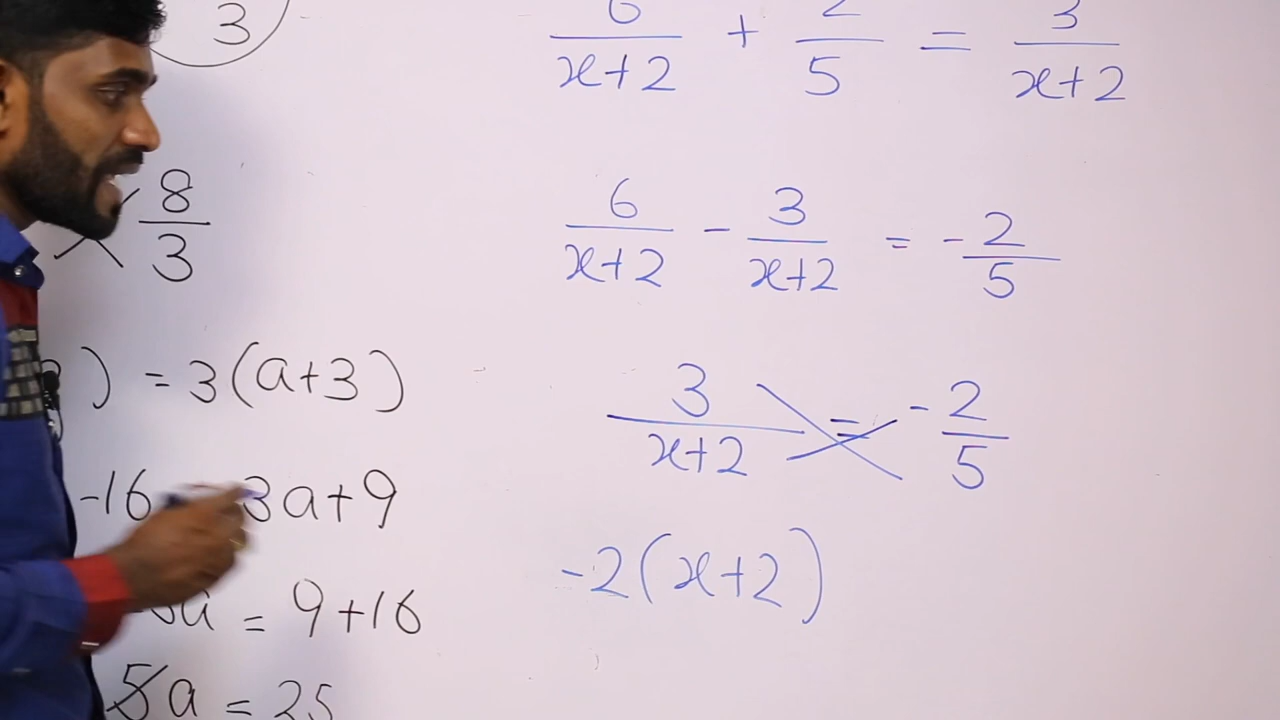 3
8/3
) = 3(a+3)
-16 3a+9
a = 9+16
5a = 25
6/(x+2) + 2/5 = 3/(x+2)
6/(x+2) - 3/(x+2) = -2/5
3/(x+2) = -2/5
-2(x+2)